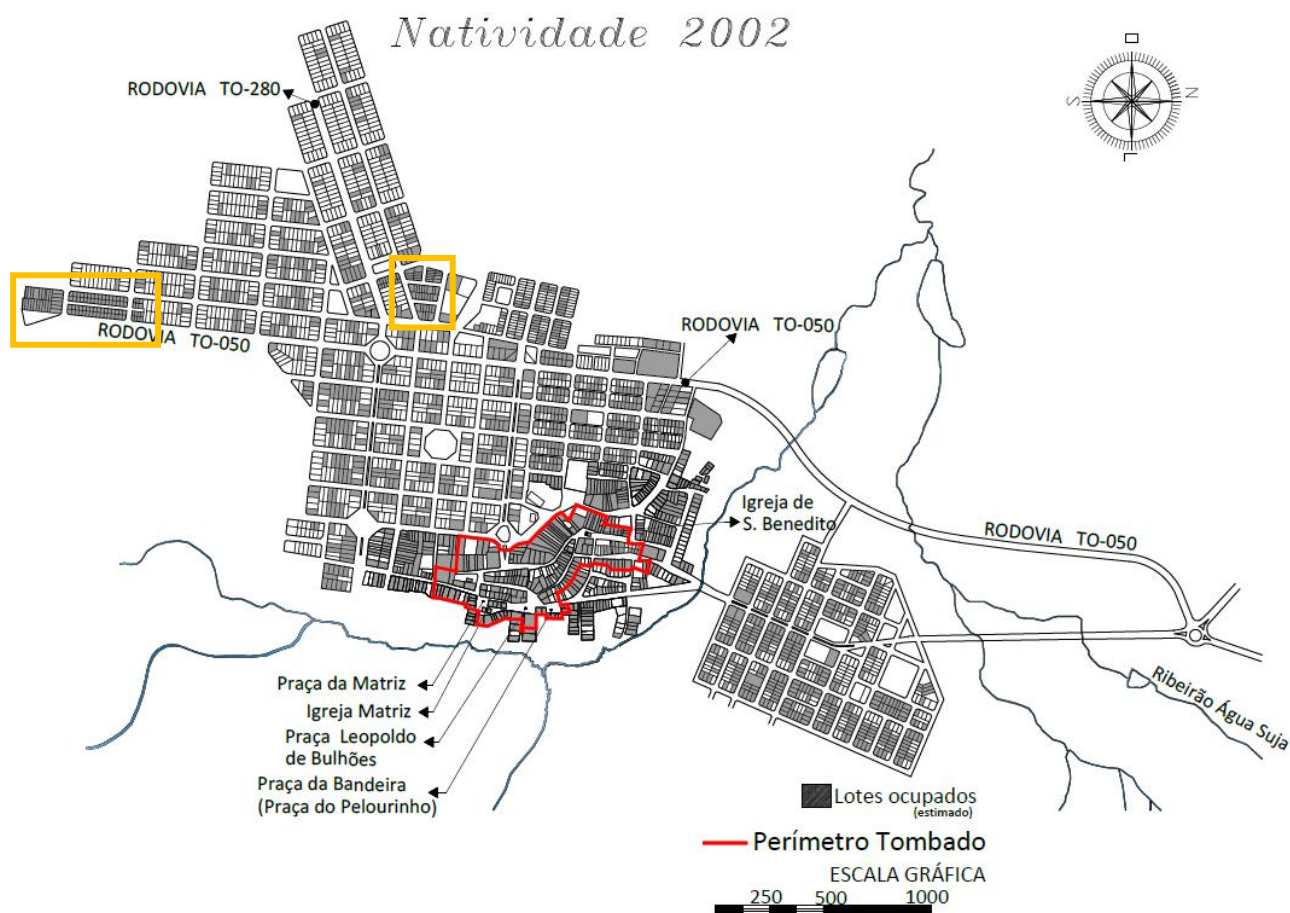 Natividade 2002
RODOVIA TO-280
O
S
N
L
RODOVIA TO-050
RODOVIA TO-050
Igreja de
S. Benedito
RODOVIA TO-050
Praça da Matriz
Igreja Matriz
Praça Leopoldo
de Bulhões
Praça da Bandeira
(Praça do Pelourinho)
Ribeirão Água Suja
Lotes ocupados
(estimado)
Perímetro Tombado
ESCALA GRÁFICA
250 500 1000